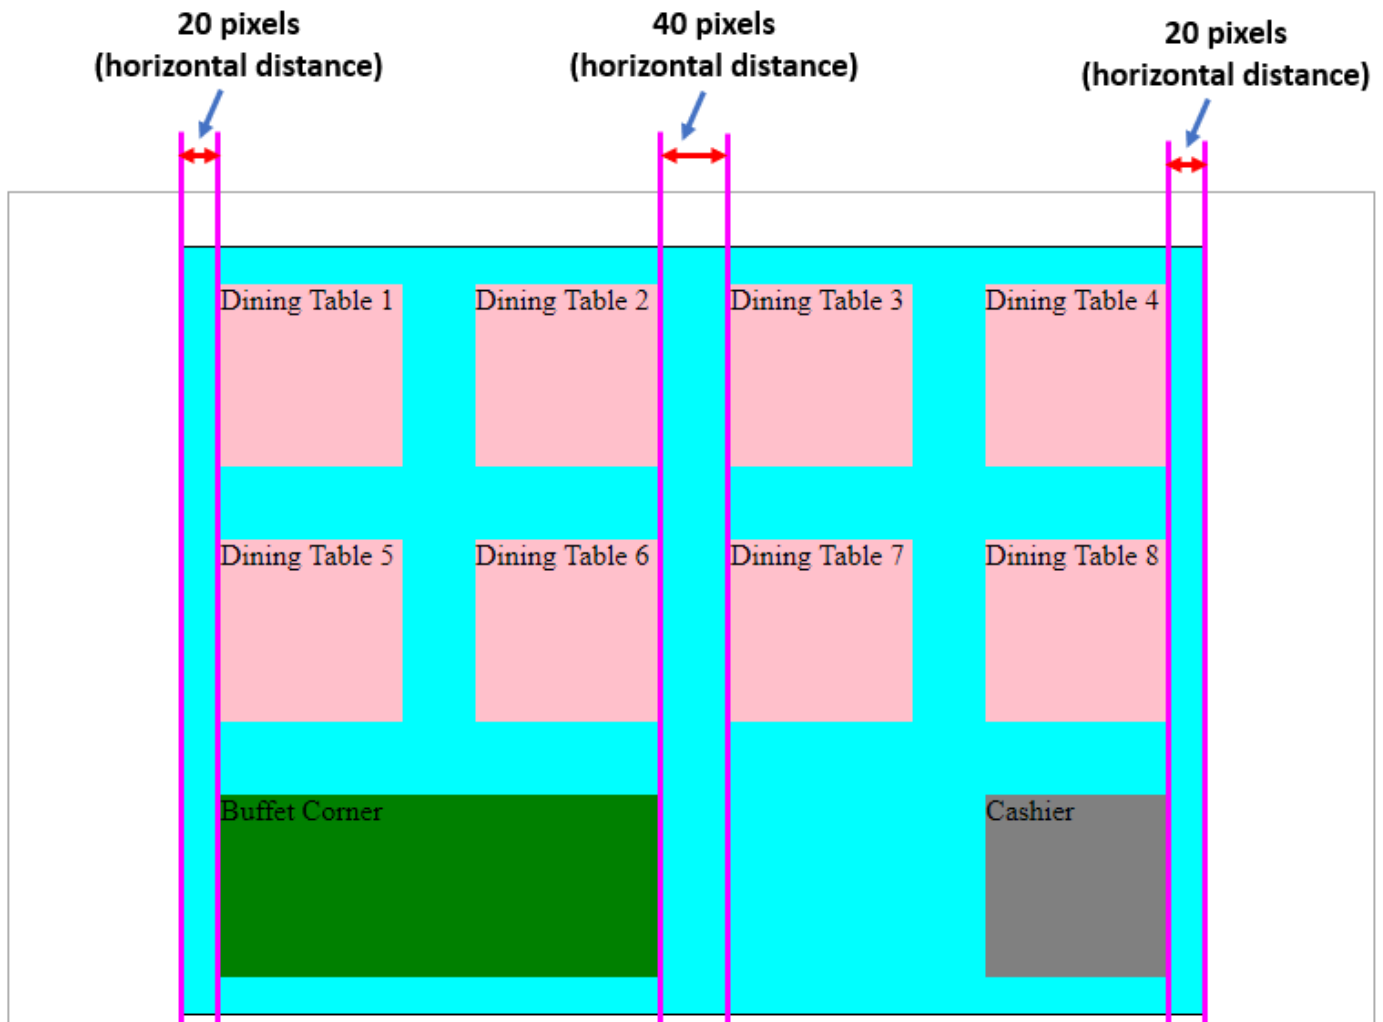 20 pixels
(horizontal distance)
40 pixels
(horizontal distance)
20 pixels
(horizontal distance)
Dining Table 1
Dining Table 2
Dining Table 3
Dining Table 4
Dining Table 5
Dining Table 6
Dining Table 7
Dining Table 8
Buffet Corner
Cashier